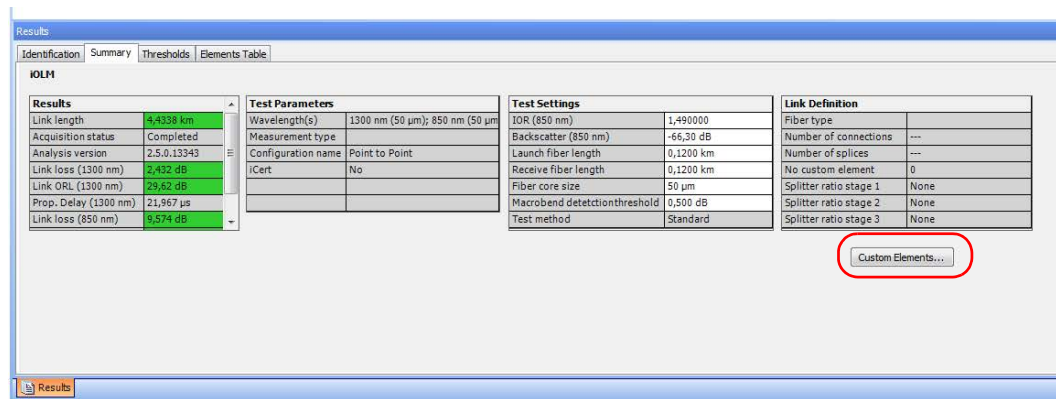 Results
Identification Summary Thresholds Elements Table
iOLM
Results
Link length 4,4338 km
Acquisition status Completed
Analysis version 2.5.0.13343
Link loss (1300 nm) 2,432 dB
Link ORL (1300 nm) 29,62 dB
Prop. Delay (1300 nm) 21,967 µs
Link loss (850 nm) 9,574 dB
Test Parameters
Wavelength(s) 1300 nm (50 µm); 850 nm (50 µm
Measurement type
Configuration name Point to Point
iCert No
Test Settings
IOR (850 nm) 1,490000
Backscatter (850 nm) -66,30 dB
Launch fiber length 0,1200 km
Receive fiber length 0,1200 km
Fiber core size 50 µm
Macrobend detetctionthreshold 0,500 dB
Test method Standard
Link Definition
Fiber type
Number of connections ---
Number of splices ---
No custom element 0
Splitter ratio stage 1 None
Splitter ratio stage 2 None
Splitter ratio stage 3 None
Custom Elements...
Results